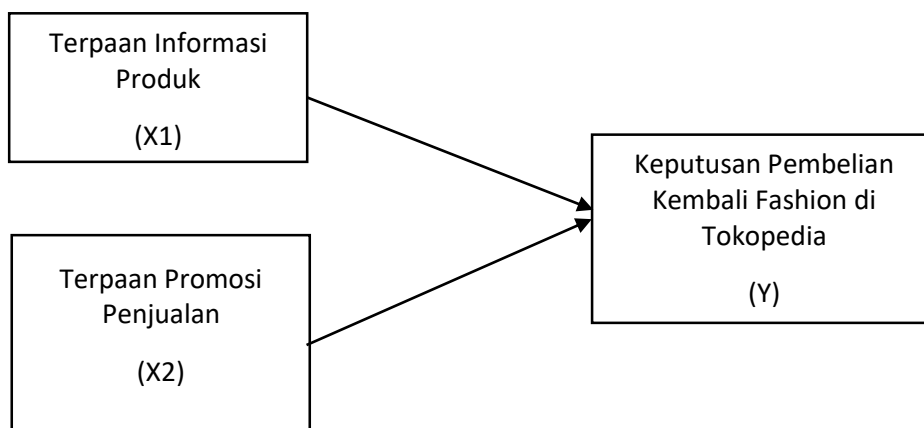 Terpaan Informasi
Produk
(X1)
Keputusan Pembelian
Kembali Fashion di
Tokopedia
(Y)
Terpaan Promosi
Penjualan
(X2)